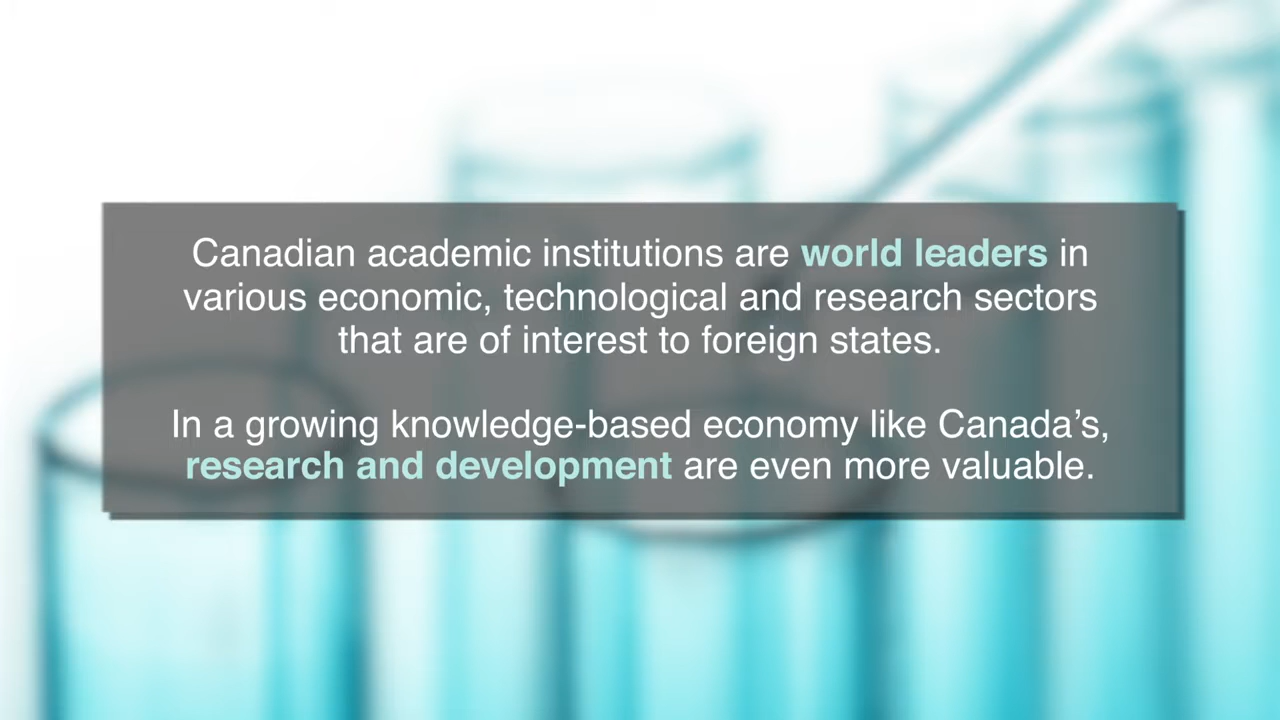 Canadian academic institutions are world leaders in
various economic, technological and research sectors
that are of interest to foreign states.
In a growing knowledge-based economy like Canada’s,
research and development are even more valuable.